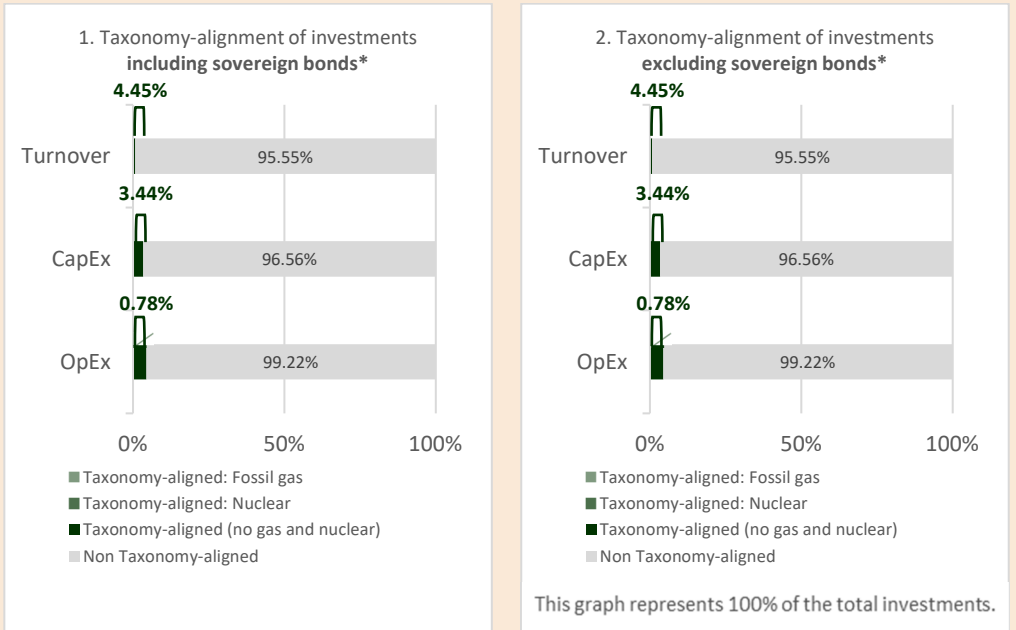 1. Taxonomy-alignment of investments
including sovereign bonds*
4.45%
Turnover
95.55%
3.44%
CapEx
96.56%
0.78%
OpEx
99.22%
0%
50%
100%
Taxonomy-aligned: Fossil gas
Taxonomy-aligned: Nuclear
Taxonomy-aligned (no gas and nuclear)
Non Taxonomy-aligned
2. Taxonomy-alignment of investments
excluding sovereign bonds*
4.45%
Turnover
95.55%
3.44%
CapEx
96.56%
0.78%
OpEx
99.22%
0%
50%
100%
Taxonomy-aligned: Fossil gas
Taxonomy-aligned: Nuclear
Taxonomy-aligned (no gas and nuclear)
Non Taxonomy-aligned
This graph represents 100% of the total investments.